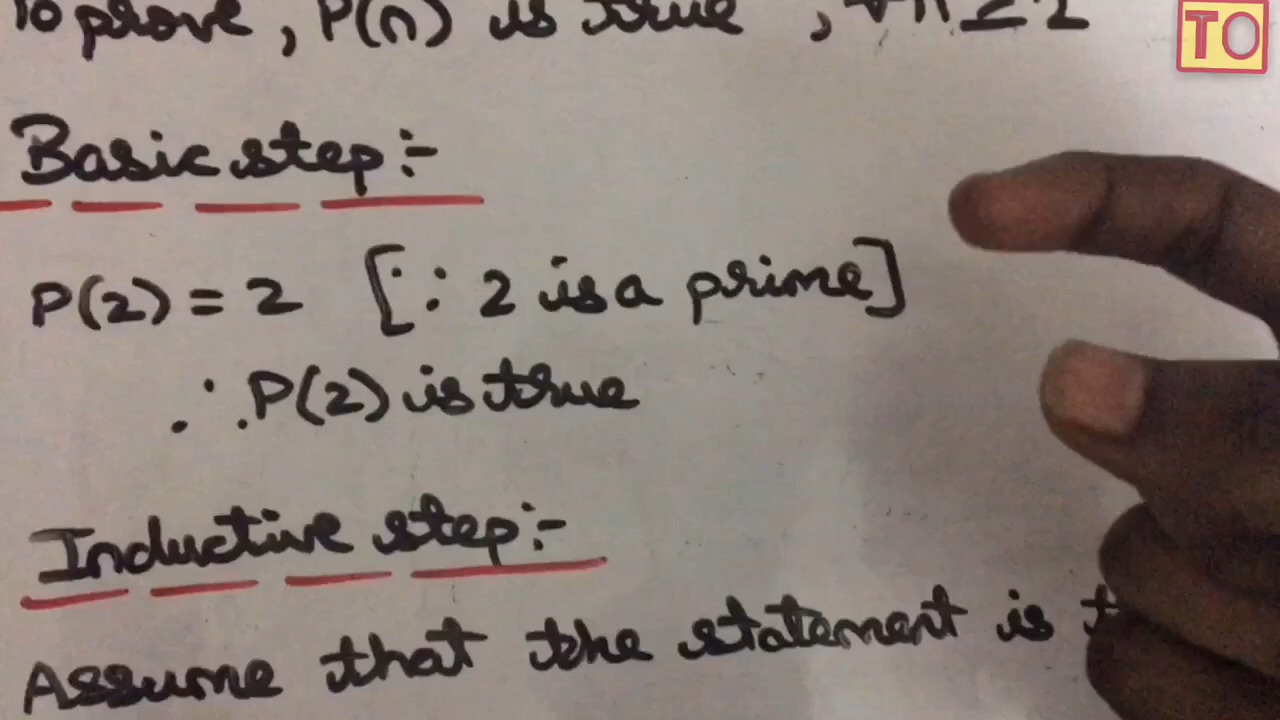 To prove, P(n) is true , ∀ n ≥
TO
Basic step:-
P(2) = 2 [∵ 2 is a prime]
∴ P(2) is true
Inductive step:-
Assume that the statement is